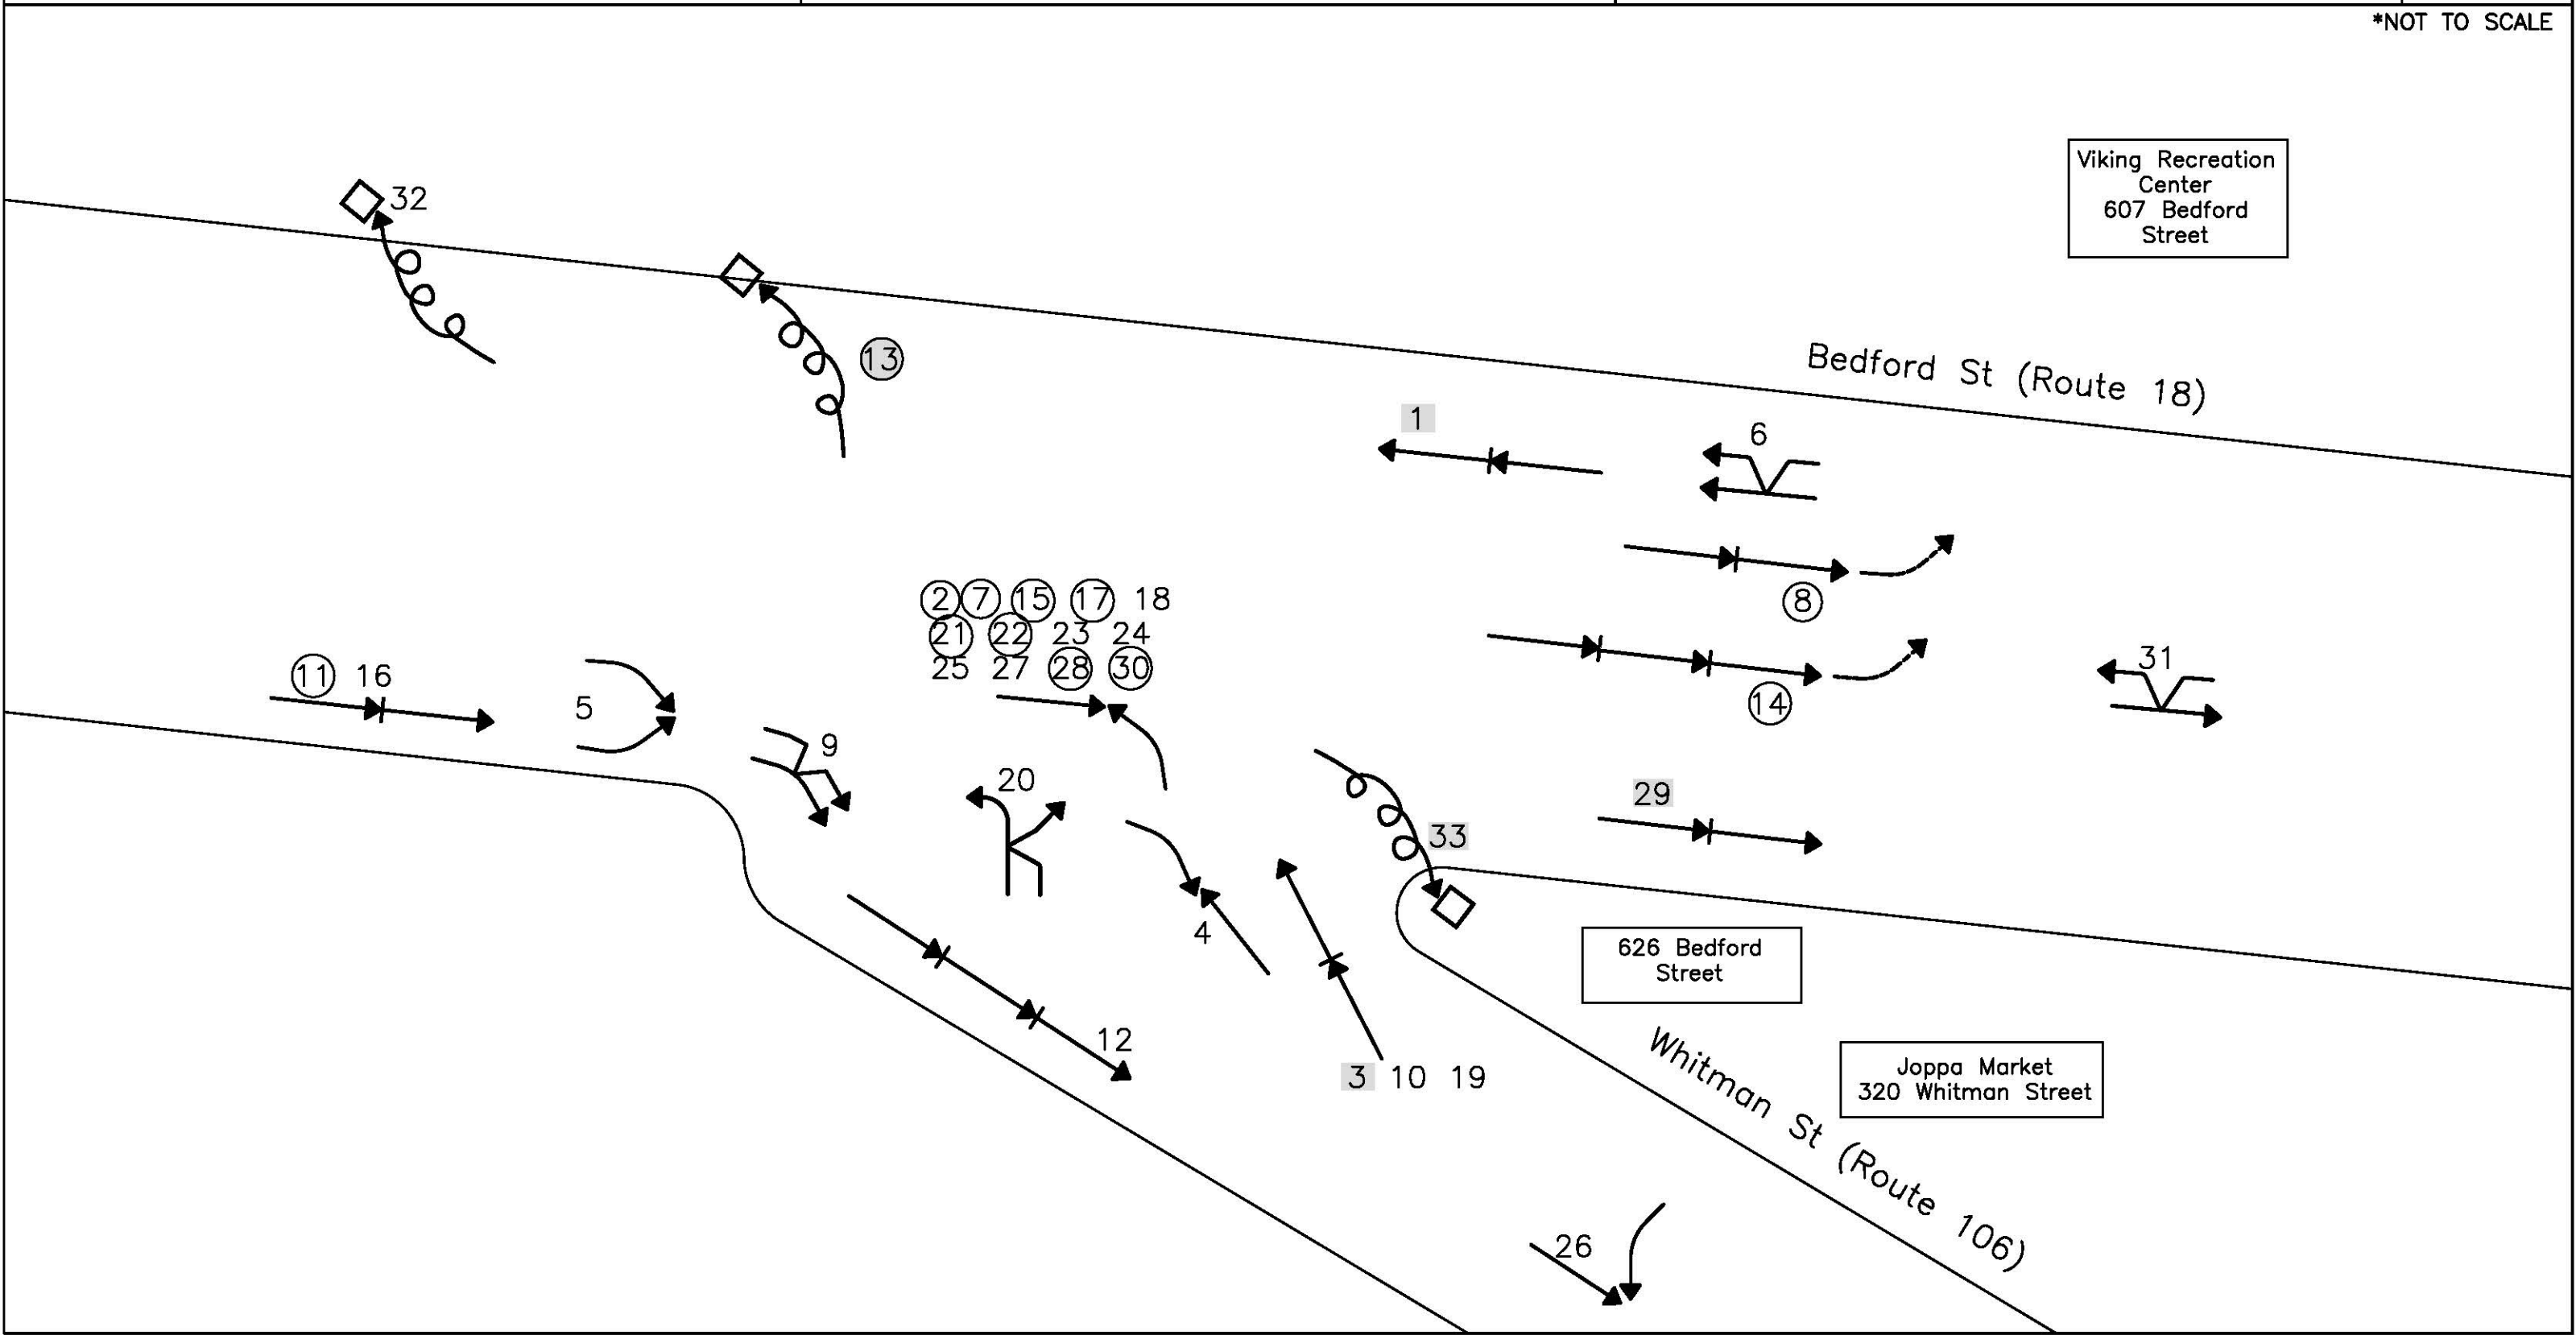 *NOT TO SCALE
Viking Recreation
Center
607 Bedford
Street
32
13
Bedford St (Route 18)
1
6
2 7 15 17 18
21 22 23 24
25 27 28 30
8
11 16
5
14
31
9
20
29
33
4
626 Bedford
Street
12
3 10 19
Whitman St (Route 106)
Joppa Market
320 Whitman Street
26